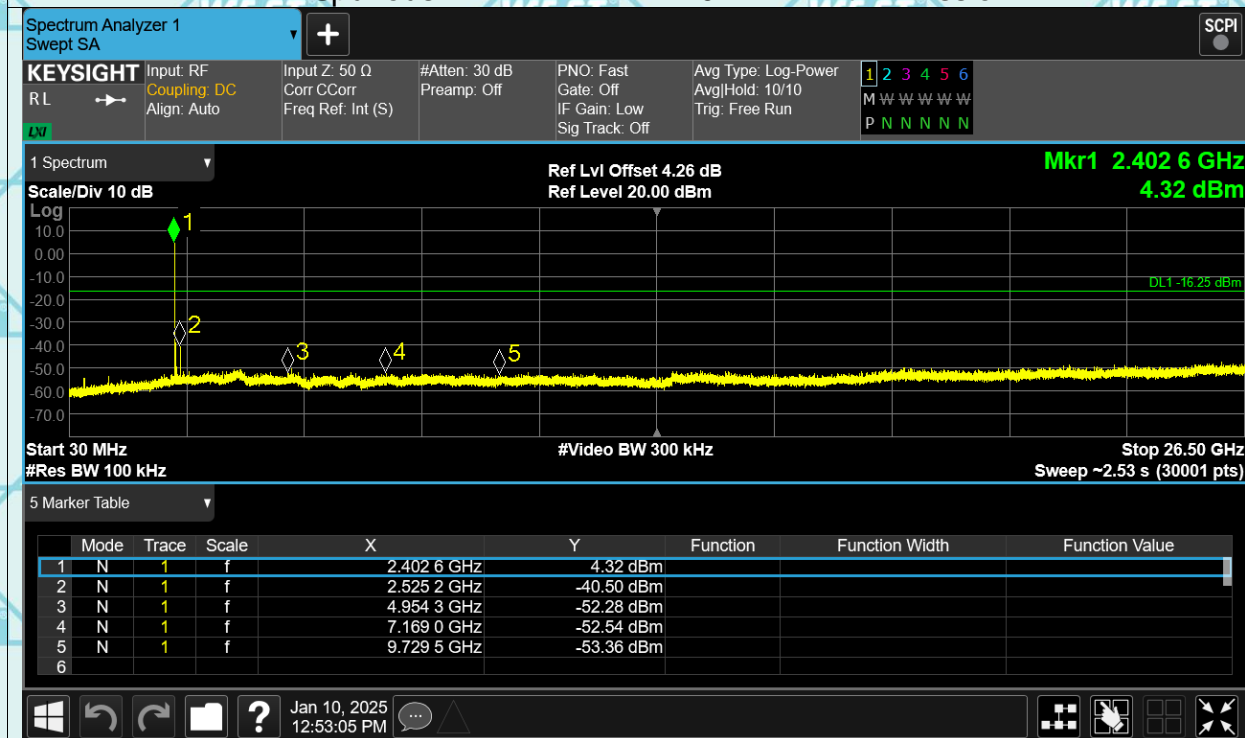 Spectrum Analyzer 1
Swept SA
+
SCPI
KEYSIGHT
RL
LXI
Input: RF
Coupling: DC
Align: Auto
Input Z: 50 Ω
Corr CCorr
Freq Ref: Int (S)
#Atten: 30 dB
Preamp: Off
PNO: Fast
Gate: Off
IF Gain: Low
Sig Track: Off
Avg Type: Log-Power
Avg|Hold: 10/10
Trig: Free Run
1 2 3 4 5 6
M W W W W W
P N N N N N
1 Spectrum
Scale/Div 10 dB
Ref Lvl Offset 4.26 dB
Ref Level 20.00 dBm
Mkr1 2.402 6 GHz
4.32 dBm
Log
10.0
0.00
-10.0
-20.0
-30.0
-40.0
-50.0
-60.0
-70.0
1
2
3
4
5
DL1 -16.25 dBm
Start 30 MHz
#Video BW 300 kHz
Stop 26.50 GHz
#Res BW 100 kHz
Sweep ~2.53 s (30001 pts)
5 Marker Table
Mode Trace Scale X Y Function Function Width Function Value
1 N 1 f 2.402 6 GHz 4.32 dBm
2 N 1 f 2.525 2 GHz -40.50 dBm
3 N 1 f 4.954 3 GHz -52.28 dBm
4 N 1 f 7.169 0 GHz -52.54 dBm
5 N 1 f 9.729 5 GHz -53.36 dBm
6
?
Jan 10, 2025
12:53:05 PM